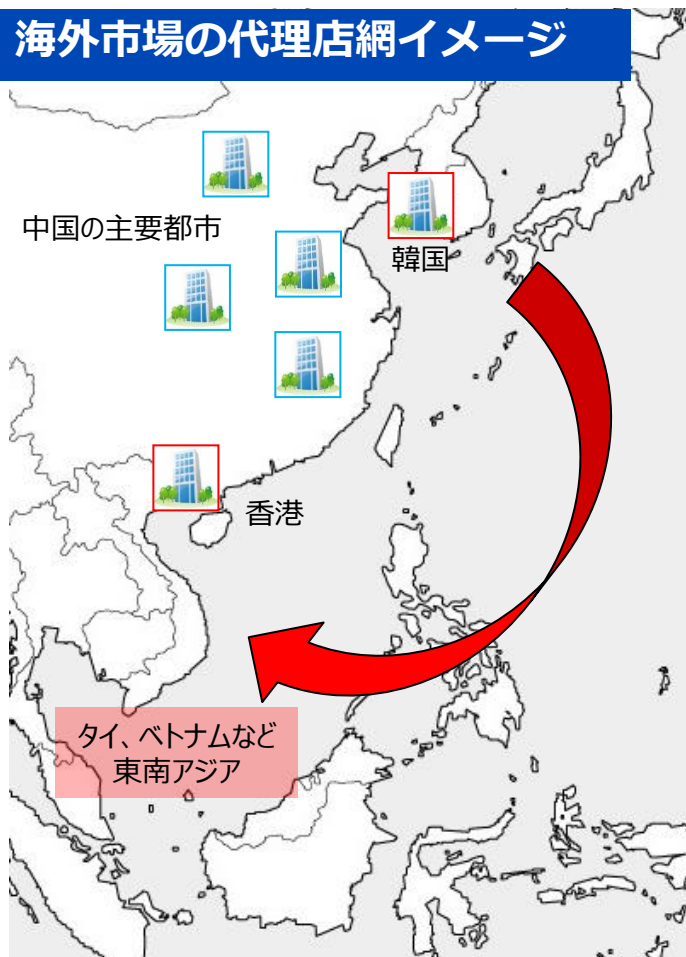 海外市場の代理店網イメージ
中国の主要都市
韓国
香港
タイ、ベトナムなど
東南アジア